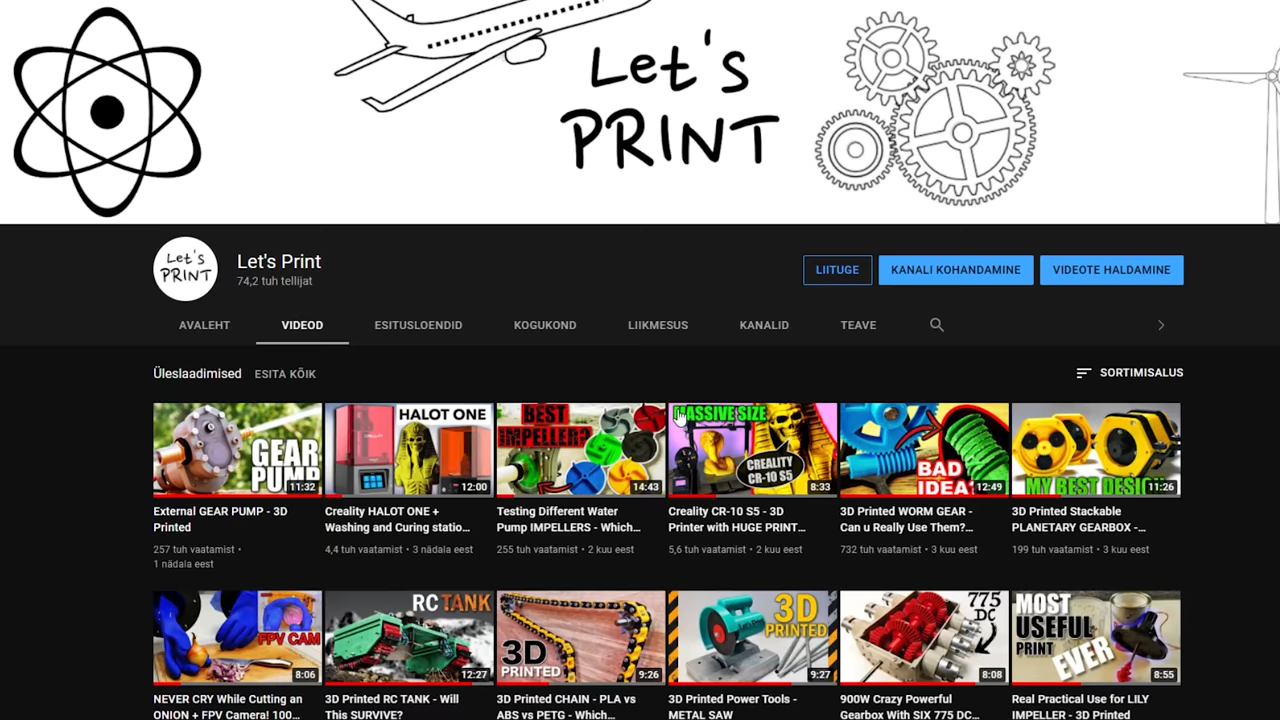 Let's
PRINT
Let's
PRINT
Let's Print
74,2 tuh tellijat
LIITUGE
KANALI KOHANDAMINE
VIDEOTE HALDAMINE
AVALEHT
VIDEOD
ESITUSLOENDID
KOGUKOND
LIIKMESUS
KANALID
TEAVE
Üleslaadimised
ESITA KÕIK
SORTIMISALUS
GEAR
PUMP
11:32
HALOT ONE
12:00
BEST
IMPELLER?
14:43
MASSIVE SIZE
CREALITY
CR-10 S5
8:33
BAD
IDEA?
12:49
MY BEST DESIGN
11:26
External GEAR PUMP - 3D
Printed
257 tuh vaatamist •
1 nädala eest
Creality HALOT ONE +
Washing and Curing statio...
4,4 tuh vaatamist • 3 nädala eest
Testing Different Water
Pump IMPELLERS - Which...
255 tuh vaatamist • 2 kuu eest
Creality CR-10 S5 - 3D
Printer with HUGE PRINT...
5,6 tuh vaatamist • 2 kuu eest
3D Printed WORM GEAR -
Can u Really Use Them?...
732 tuh vaatamist • 3 kuu eest
3D Printed Stackable
PLANETARY GEARBOX -...
199 tuh vaatamist • 3 kuu eest
FPV CAM
8:06
RC TANK
12:27
3D
PRINTED
9:26
3D
PRINTED
9:27
775
DC
8:08
MOST
USEFUL
PRINT
EVER
8:55
NEVER CRY While Cutting an
ONION + FPV Camera! 100...
3D Printed RC TANK - Will
This SURVIVE?
3D Printed CHAIN - PLA vs
ABS vs PETG - Which...
3D Printed Power Tools -
METAL SAW
900W Crazy Powerful
Gearbox With SIX 775 DC...
Real Practical Use for LILY
IMPELLER - 3D Printed